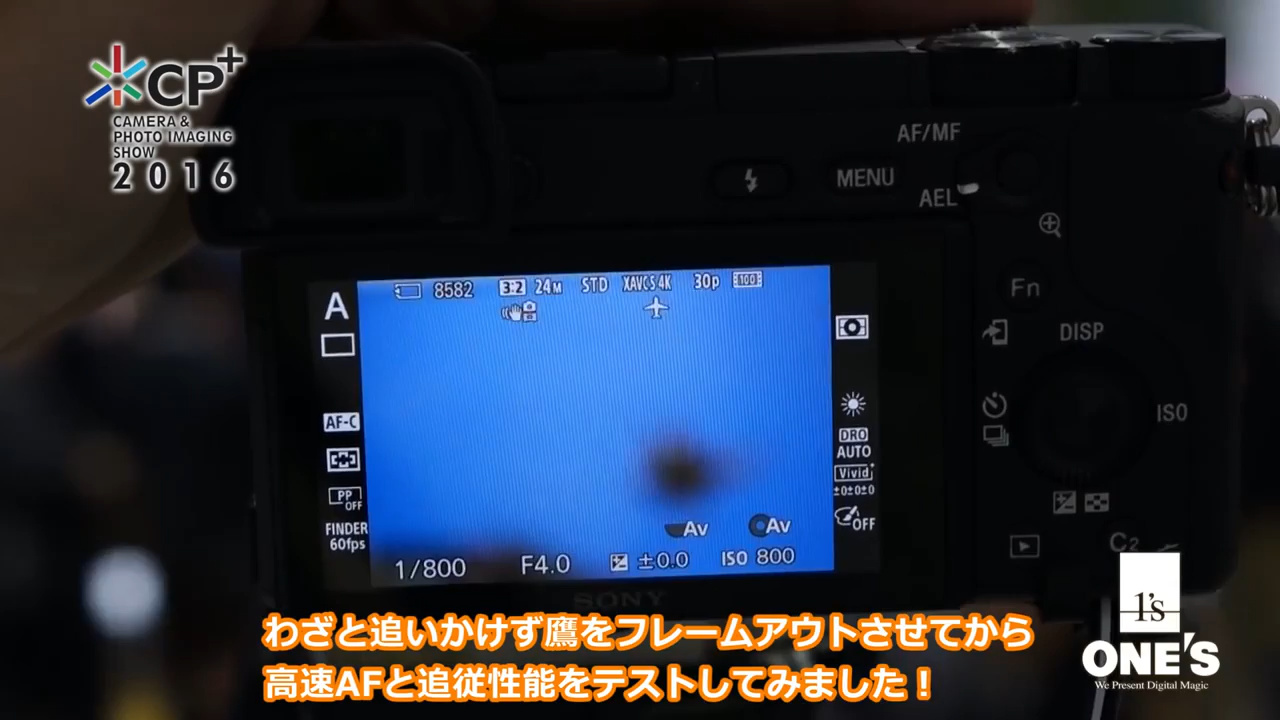 CP+
CAMERA &
PHOTO IMAGING
SHOW
2016
AF/MF
MENU
AEL
Fn
DISP
ISO
C2
A
8582 3:2 24M STD XAVC S 4K 30p 100
AF-C
PP OFF
FINDER
60fps
DRO
AUTO
Vivid+
±0±0±0
OFF
Av Av
1/800 F4.0 ±0.0 ISO 800
SONY
わざと追いかけず鷹をフレームアウトさせてから
高速AFと追従性能をテストしてみました！
1's
ONE'S
We Present Digital Magic